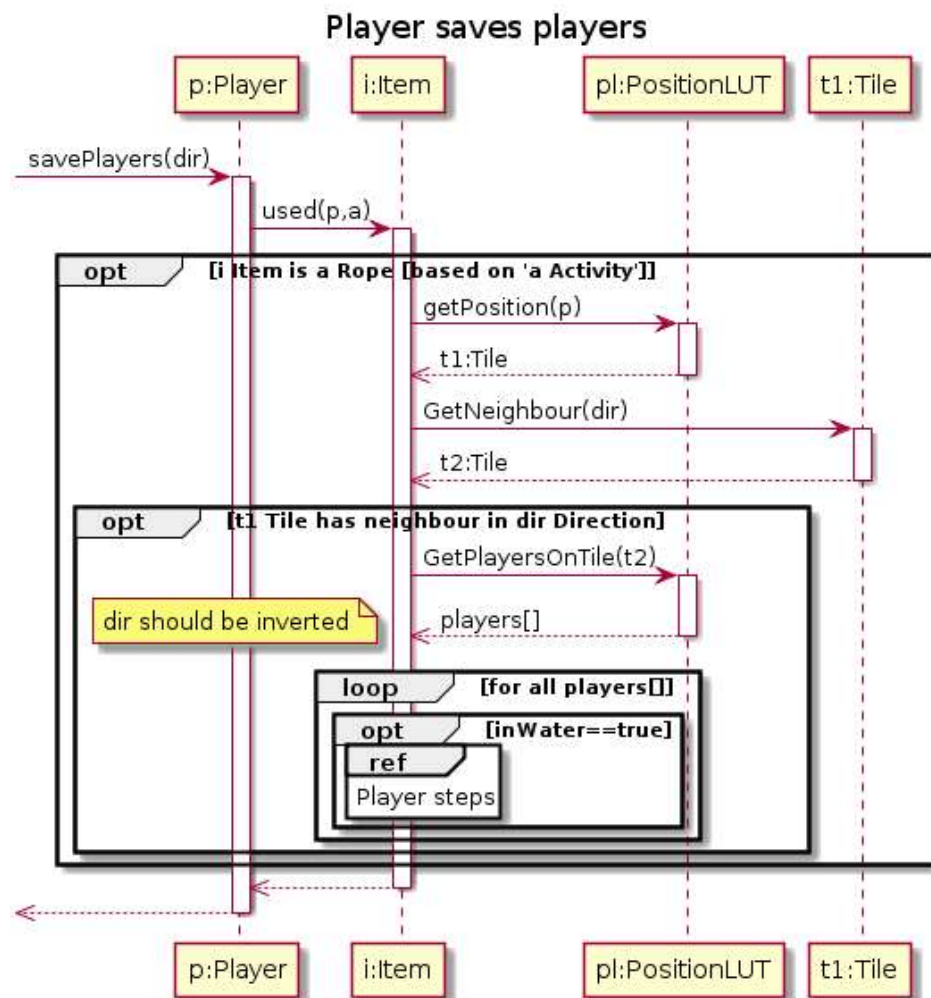 Player saves players
p:Player
i:Item
pl:PositionLUT
t1:Tile
savePlayers(dir)
used(p,a)
opt
[i Item is a Rope [based on 'a Activity']]
getPosition(p)
t1:Tile
GetNeighbour(dir)
t2:Tile
opt
[t1 Tile has neighbour in dir Direction]
GetPlayersOnTile(t2)
dir should be inverted
players[]
loop
[for all players[]]
opt
[inWater==true]
ref
Player steps
p:Player
i:Item
pl:PositionLUT
t1:Tile